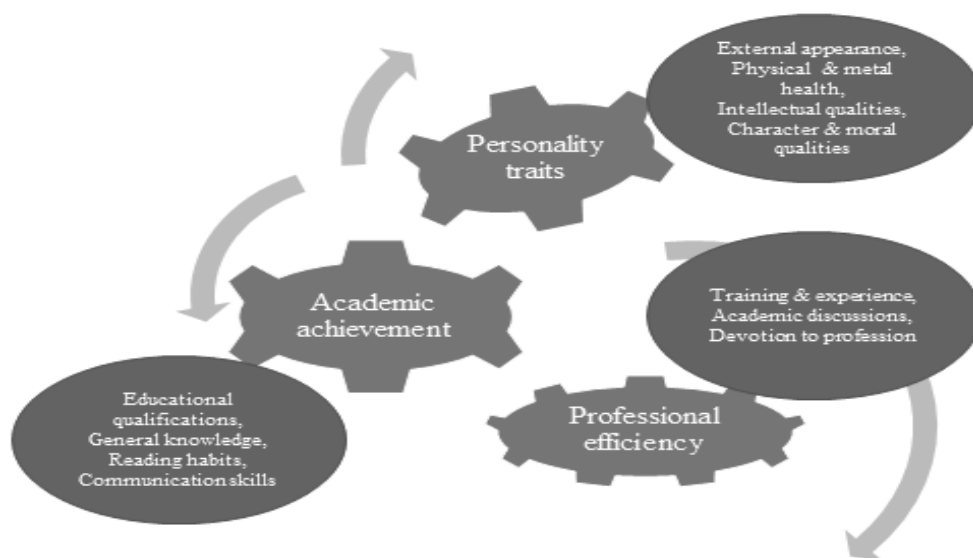 External appearance,
Physical & metal
health,
Intellectual qualities,
Character & moral
qualities
Personality
traits
Academic
achievement
Training & experience,
Academic discussions,
Devotion to profession
Educational
qualifications,
General knowledge,
Reading habits,
Communication skills
Professional
efficiency